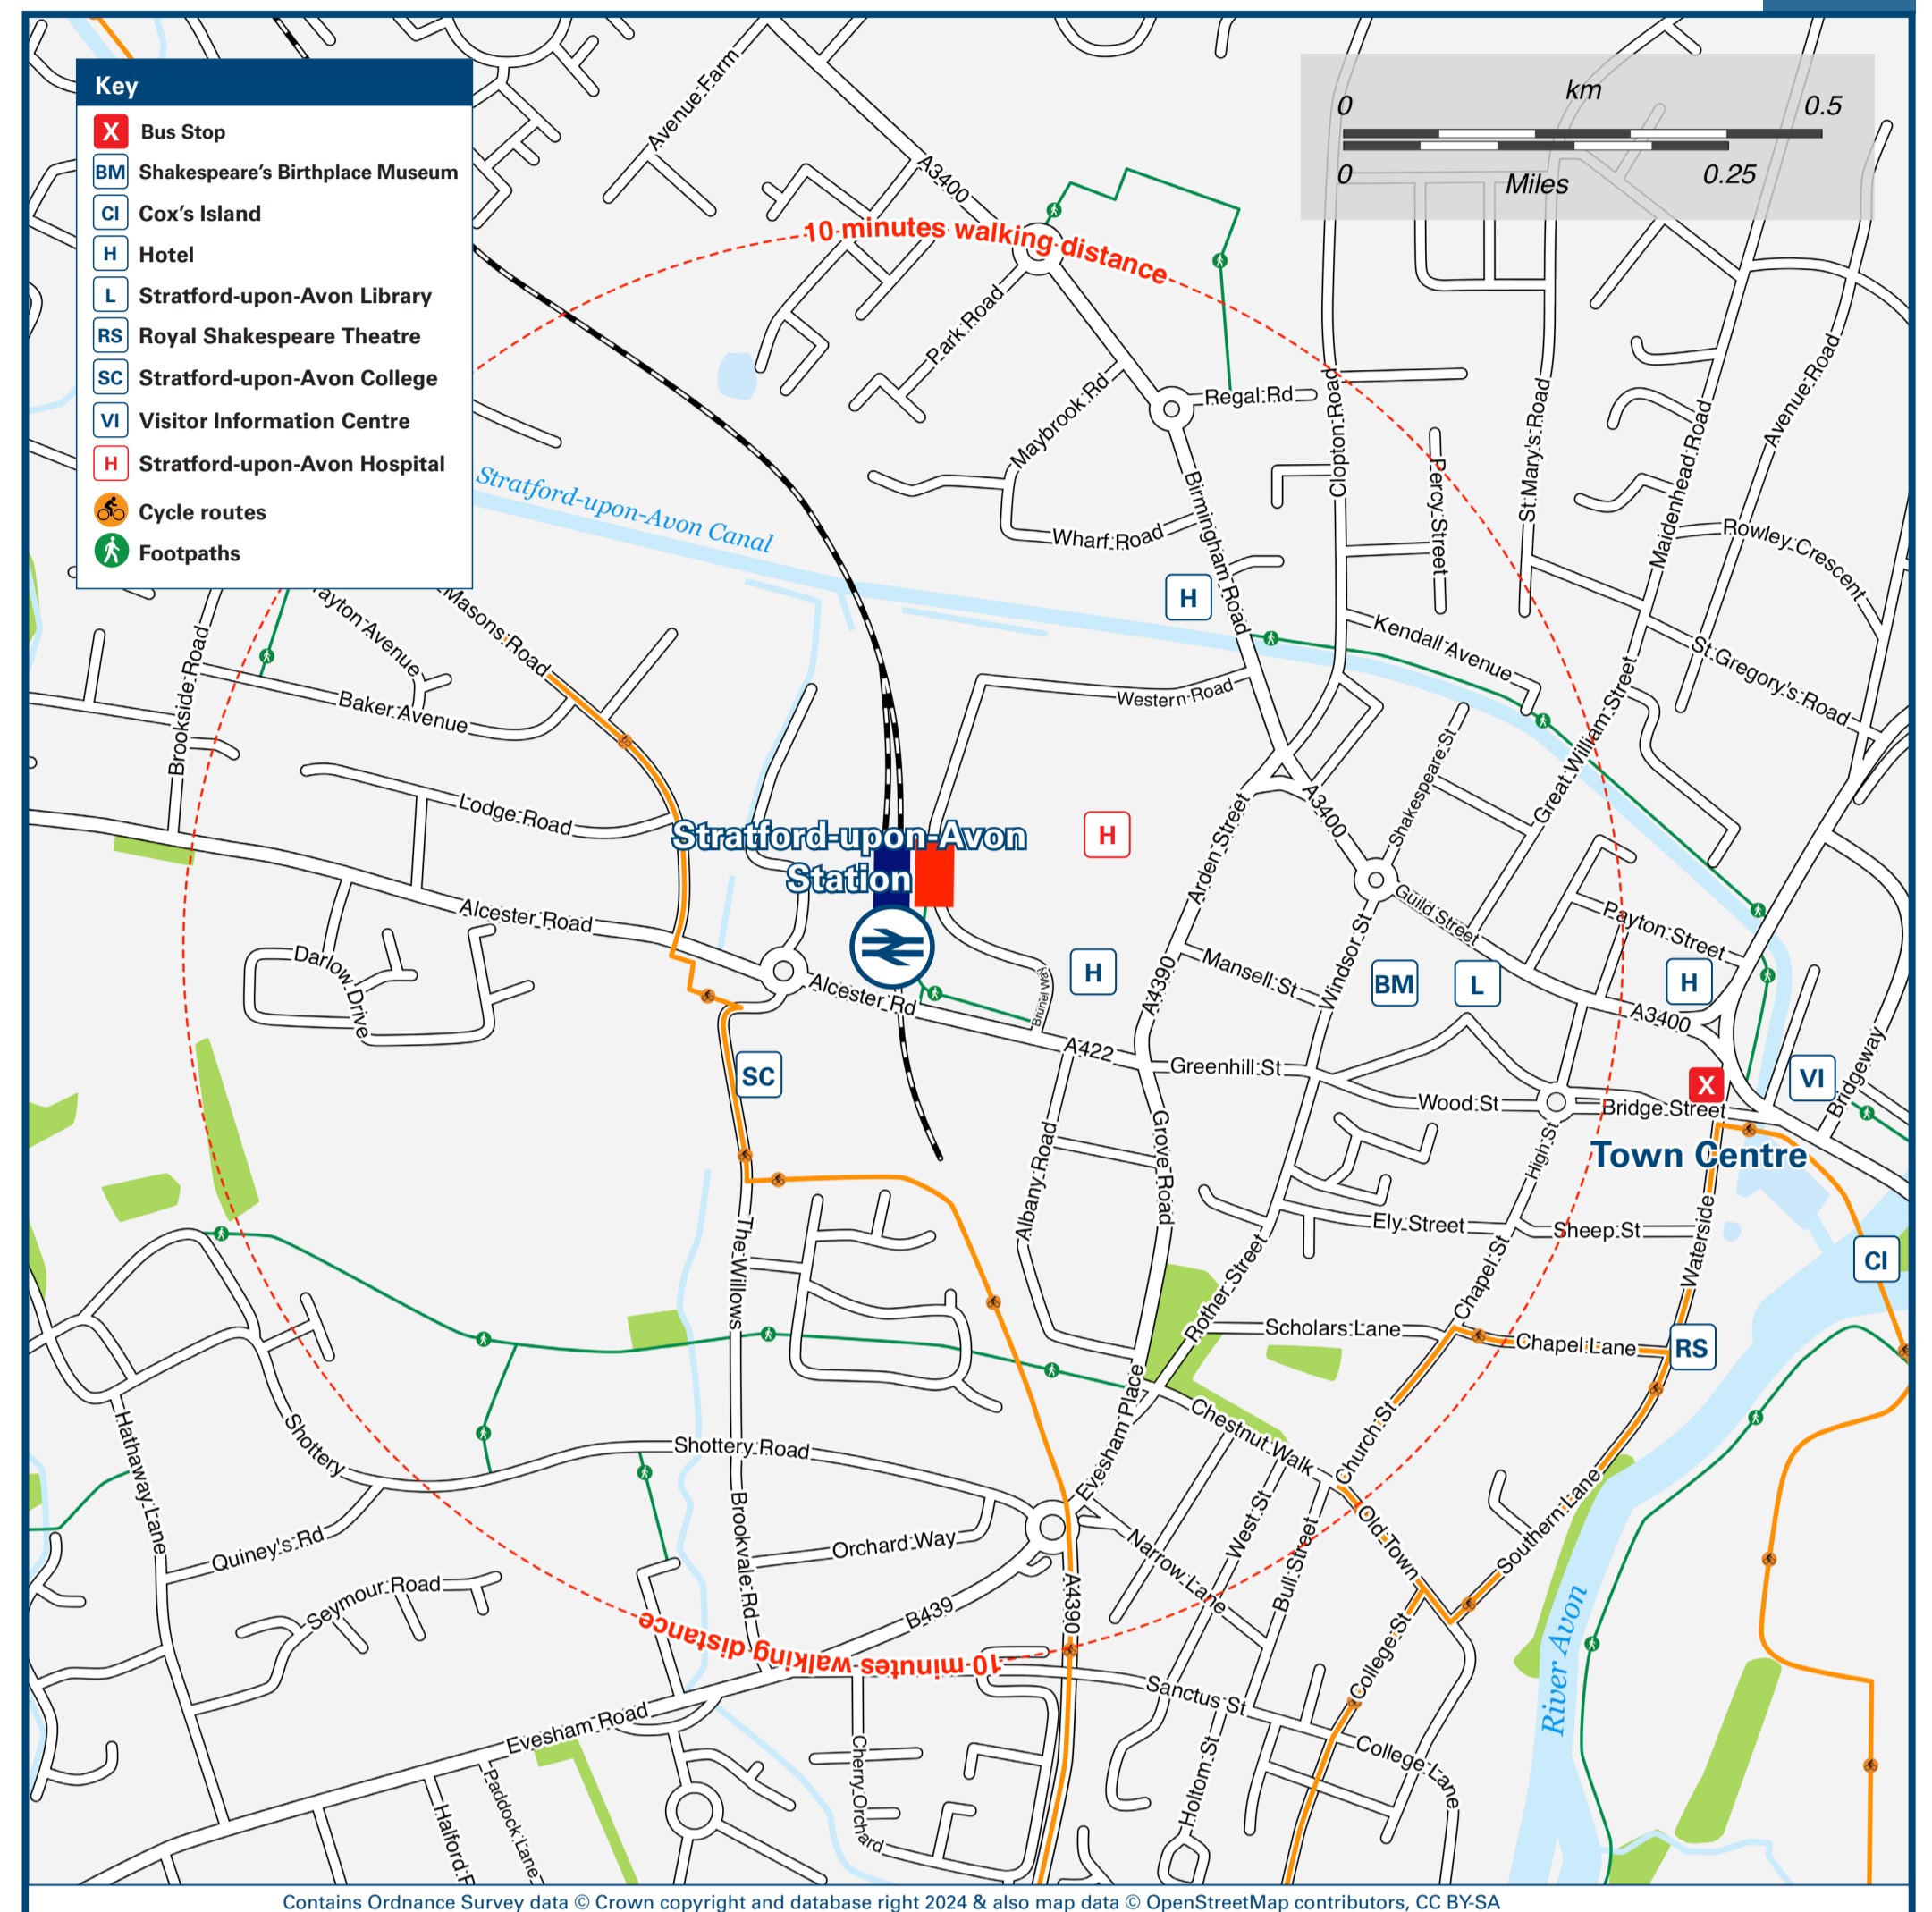 Key
X Bus Stop
BM Shakespeare's Birthplace Museum
CI Cox's Island
H Hotel
L Stratford-upon-Avon Library
RS Royal Shakespeare Theatre
SC Stratford-upon-Avon College
VI Visitor Information Centre
H Stratford-upon-Avon Hospital
Cycle routes
Footpaths
km
0 0.5
0 0.25
Miles
Avenue Farm
A3400
10 minutes walking distance
Park Road
Maybrook Rd
Regal Rd
Clopton Road
Percy Street
St Mary's Road
Maidenhead Road
Avenue Road
Rowley Crescent
Stratford-upon-Avon Canal
Wharf Road
Birmingham Road
H
Kendall Avenue
St Gregory's Road
Great William Street
Masons Road
Brookside Road
Baker Avenue
Western Road
Shakespeare St
A3400
Lodge Road
Stratford-upon-Avon
Station
H
Arden Street
Guild Street
Payton Street
Alcester Road
Darlow Drive
Alcester Rd
Brunel Way
H
A4390
Mansell St
Windsor St
BM
L
H
A3400
A422
Greenhill St
SC
X
VI
Bridgeway
Wood St
Bridge Street
Town Centre
High St
Albany Road
Grove Road
Ely Street
Sheep St
Waterside
CI
The Willows
Rother Street
Chapel St
Scholars Lane
Chapel Lane
RS
Hathaway Lane
Shottery
Shottery Road
Evesham Place
Chestnut Walk
Church St
Old Town
Southern Lane
Quiney's Rd
Seymour Road
Brookvale Rd
Orchard Way
B439
A4390
Narrow Lane
West St
Bull Street
College St
River Avon
10 minutes walking distance
Sanctus St
College Lane
Evesham Road
Cherry Orchard
Holtom St
Paddock Lane
Contains Ordnance Survey data © Crown copyright and database right 2024 & also map data © OpenStreetMap contributors, CC BY-SA